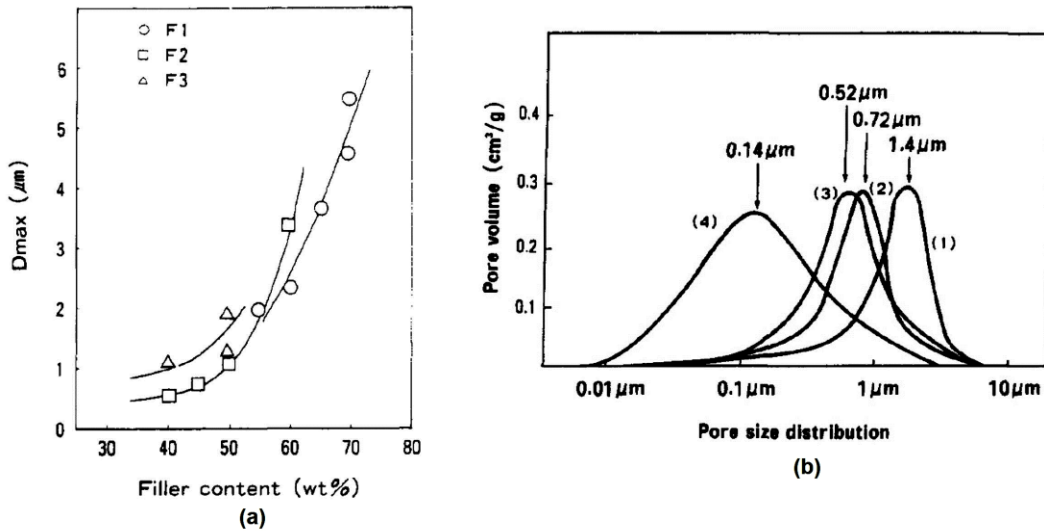 F1
F2
F3
6
5
4
3
2
1
0
Dmax (μm)
30 40 50 60 70 80
Filler content (wt%)
(a)
0.4
0.3
0.2
0.1
Pore volume (cm³/g)
0.52μm
0.72μm
1.4μm
0.14μm
(4)
(3)
(2)
(1)
0.01μm 0.1μm 1μm 10μm
Pore size distribution
(b)